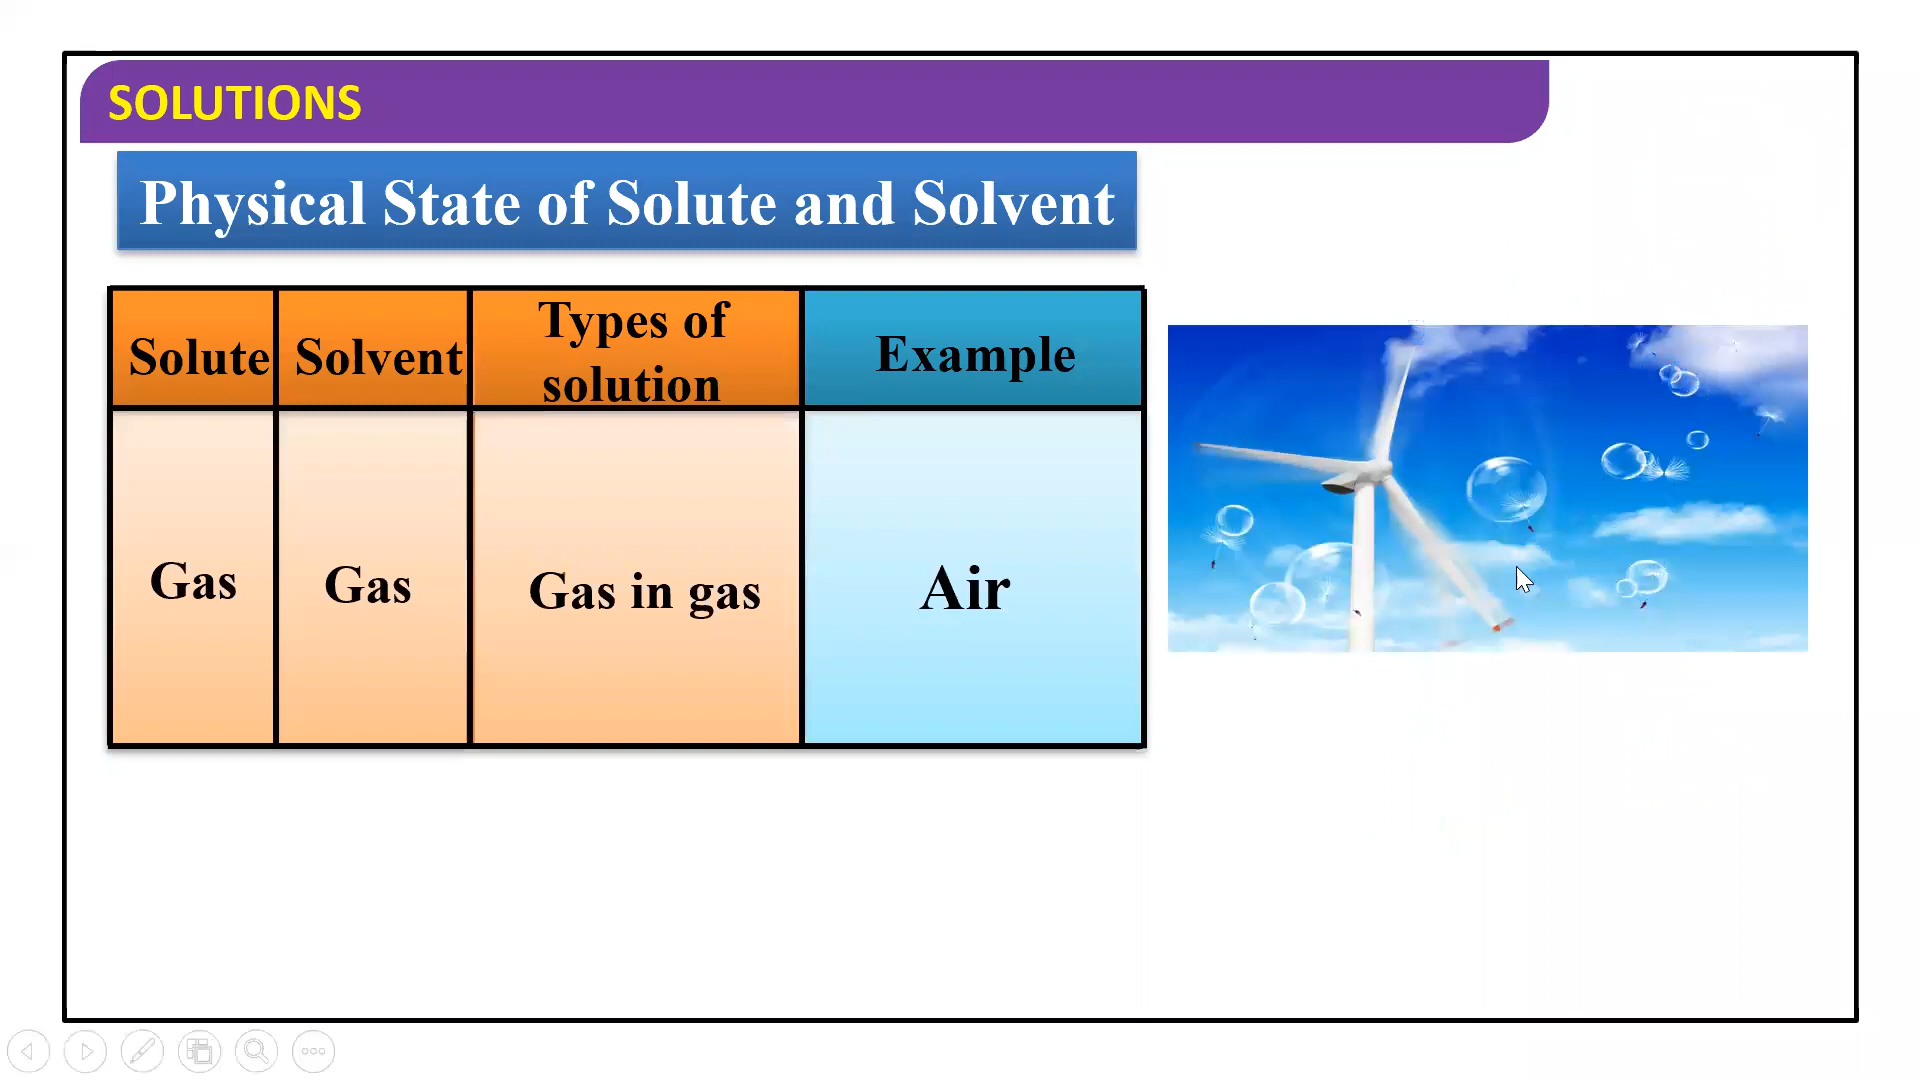 SOLUTIONS
Physical State of Solute and Solvent
Solute
Solvent
Types of
solution
Example
Gas
Gas
Gas in gas
Air